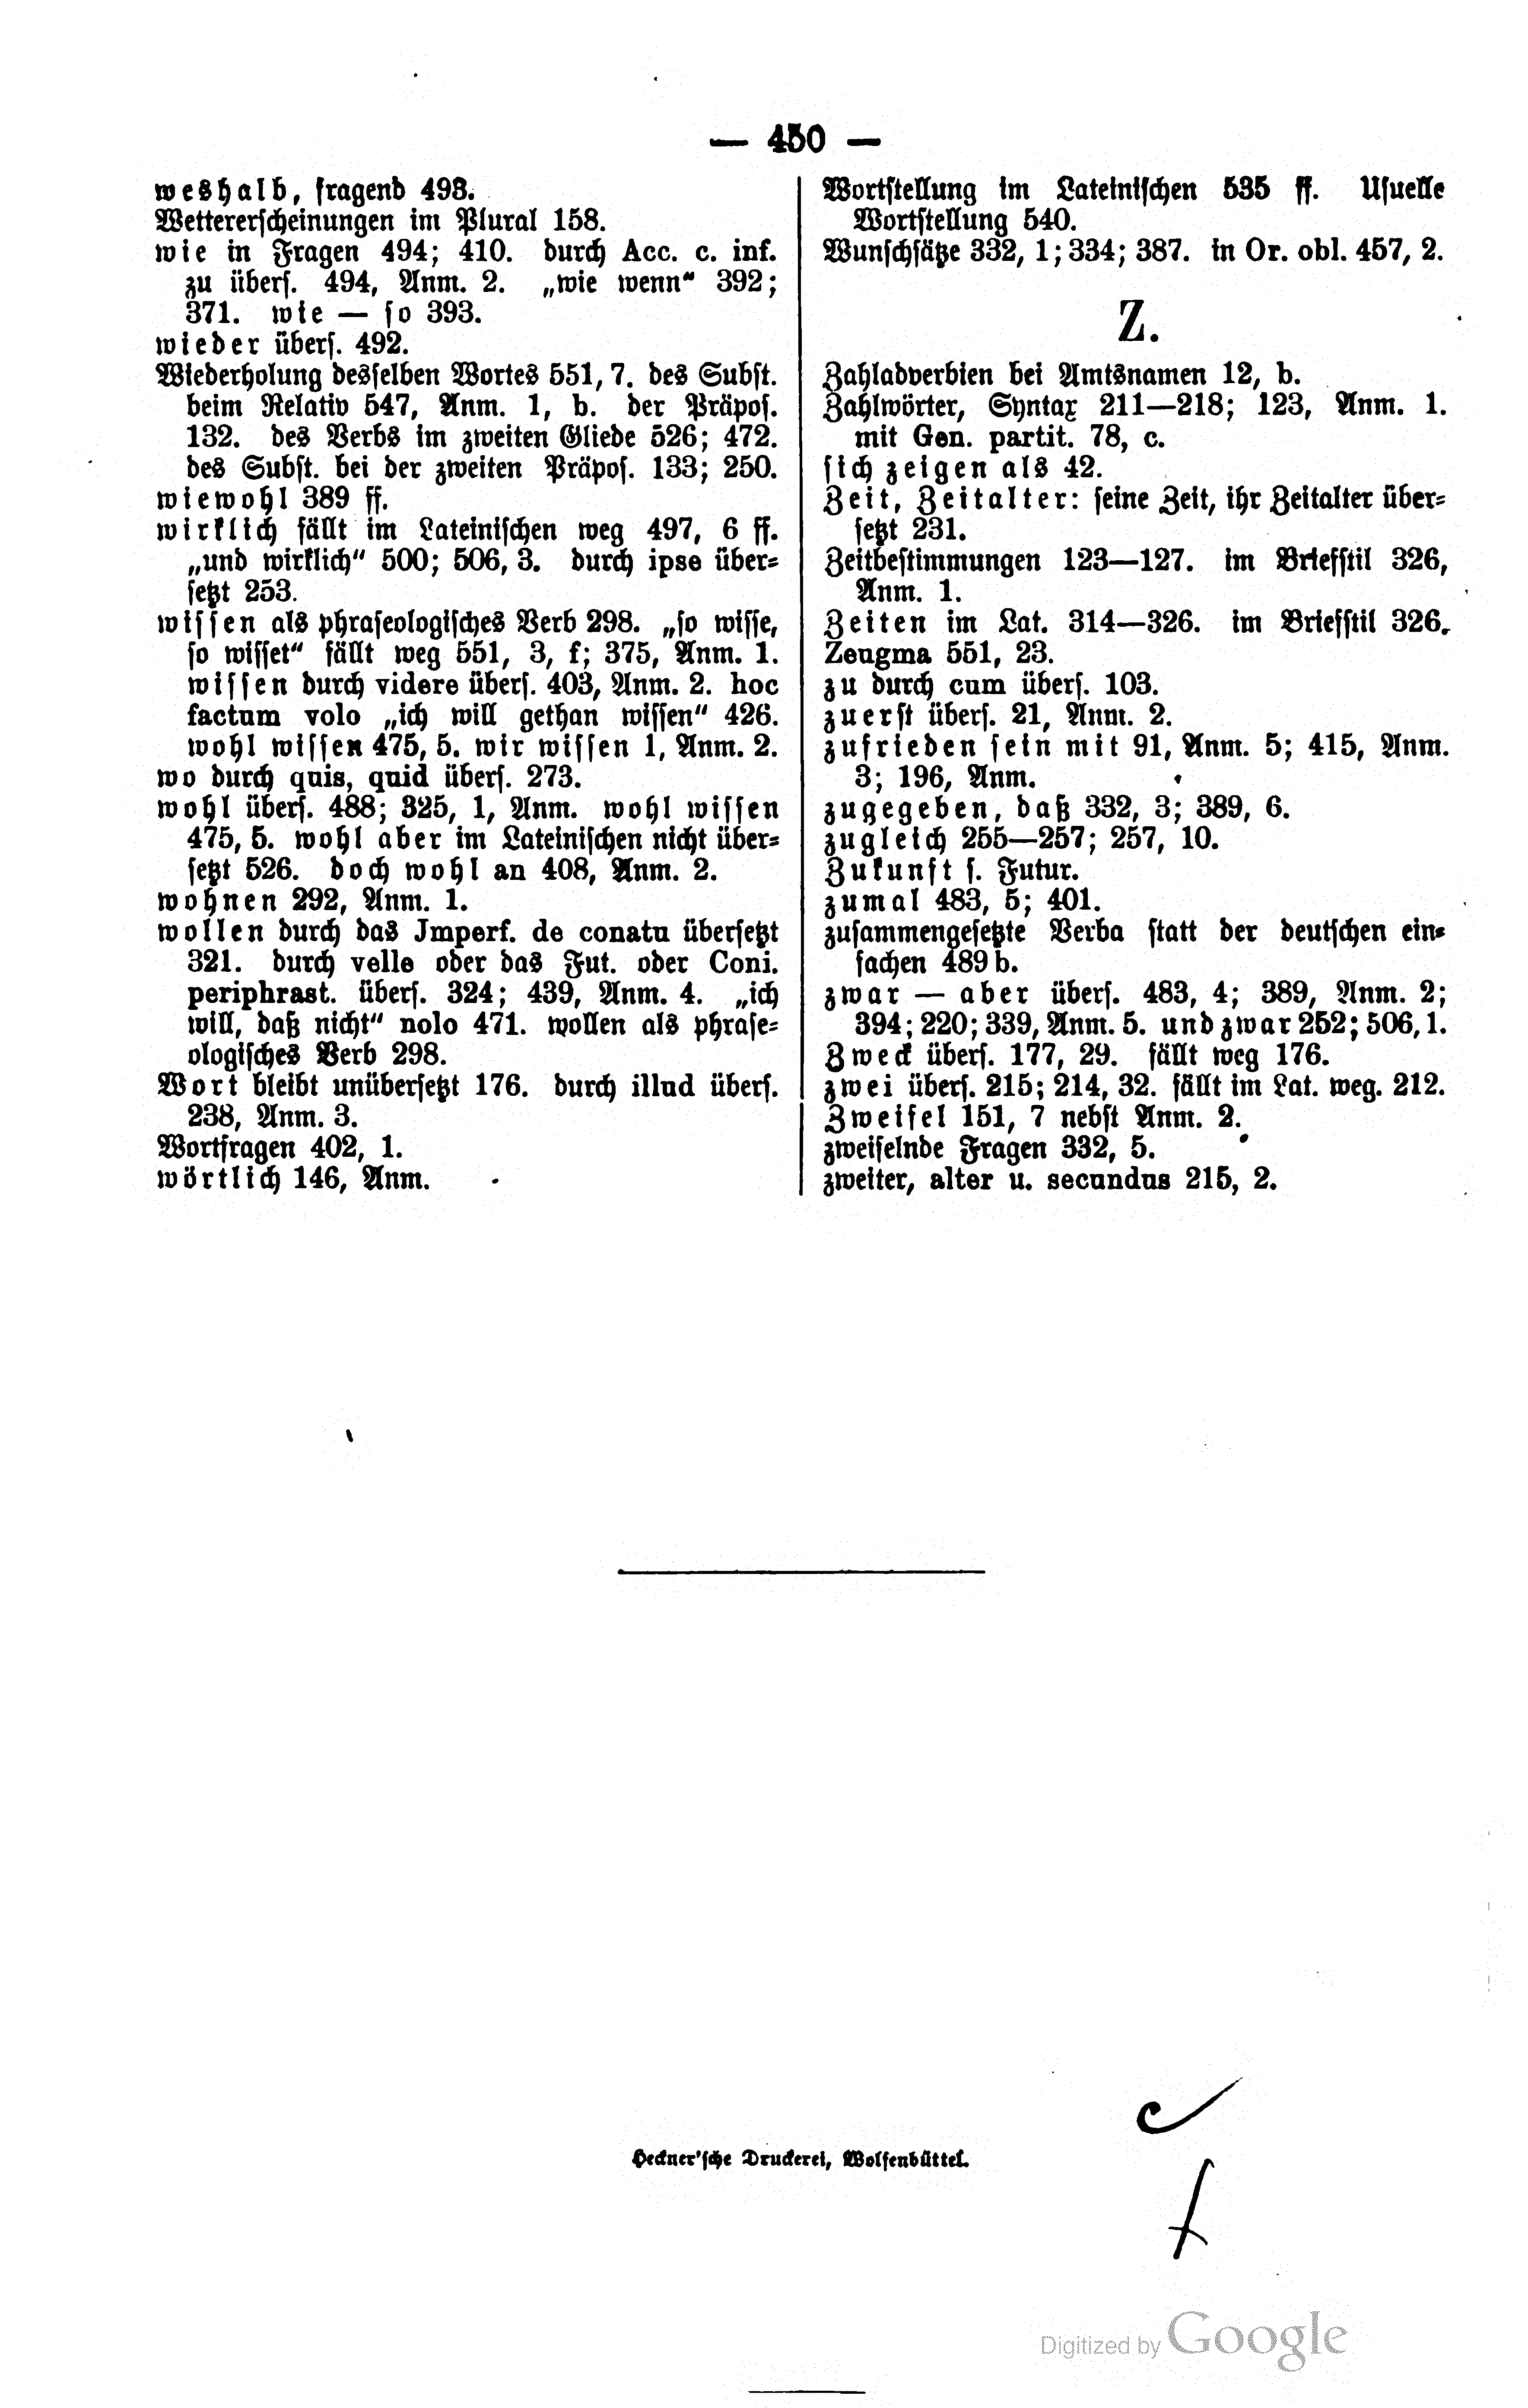 — 450 —
weshalb, fragend 498.
Wettererscheinungen im Plural 158.
wie in Fragen 494; 410. durch Acc. c. inf.
zu übers. 494, Anm. 2. „wie wenn“ 392;
371. wie — so 393.
wieder übers. 492.
Wiederholung desselben Wortes 551, 7. des Subst.
beim Relativ 547, Anm. 1, b. der Präpos.
132. des Verbs im zweiten Gliede 526; 472.
des Subst. bei der zweiten Präpos. 133; 250.
wiewohl 389 ff.
wirklich fällt im Lateinischen weg 497, 6 ff.
„und wirklich“ 500; 506, 3. durch ipse über-
setzt 253.
wissen als phraseologisches Verb 298. „so wisse,
so wisset“ fällt weg 551, 3, f; 375, Anm. 1.
wissen durch videre übers. 403, Anm. 2. hoc
factum volo „ich will gethan wissen“ 426.
wohl wissen 475, 5. wir wissen 1, Anm. 2.
wo durch quis, quid übers. 273.
wohl übers. 488; 325, 1, Anm. wohl wissen
475, 5. wohl aber im Lateinischen nicht über-
setzt 526. doch wohl an 408, Anm. 2.
wohnen 292, Anm. 1.
wollen durch das Imperf. de conatu übersetzt
321. durch velle oder das Fut. oder Coni.
periphrast. übers. 324; 439, Anm. 4. „ich
will, daß nicht“ nolo 471. wollen als phrase-
ologisches Verb 298.
Wort bleibt unübersetzt 176. durch illud übers.
238, Anm. 3.
Wortfragen 402, 1.
wörtlich 146, Anm.
Wortstellung im Lateinischen 535 ff. Usuelle
Wortstellung 540.
Wunschsätze 332, 1; 334; 387. in Or. obl. 457, 2.
Z.
Zahladverbien bei Amtsnamen 12, b.
Zahlwörter, Syntax 211—218; 123, Anm. 1.
mit Gen. partit. 78, c.
sich zeigen als 42.
Zeit, Zeitalter: seine Zeit, ihr Zeitalter über-
setzt 231.
Zeitbestimmungen 123—127. im Briefstil 326,
Anm. 1.
Zeiten im Lat. 314—326. im Briefstil 326.
Zeugma 551, 23.
zu durch cum übers. 103.
zuerst übers. 21, Anm. 2.
zufrieden sein mit 91, Anm. 5; 415, Anm.
3; 196, Anm.
zugegeben, daß 332, 3; 389, 6.
zugleich 255—257; 257, 10.
Zukunft s. Futur.
zumal 483, 5; 401.
zusammengesetzte Verba statt der deutschen ein-
fachen 489 b.
zwar — aber übers. 483, 4; 389, Anm. 2;
394; 220; 339, Anm. 5. und zwar 252; 506, 1.
Zweck übers. 177, 29. fällt weg 176.
zwei übers. 215; 214, 32. fällt im Lat. weg. 212.
Zweifel 151, 7 nebst Anm. 2.
zweifelnde Fragen 332, 5.
zweiter, alter u. secundus 215, 2.
Heckner'sche Druckerei, Wolfenbüttel.
Digitized by Google